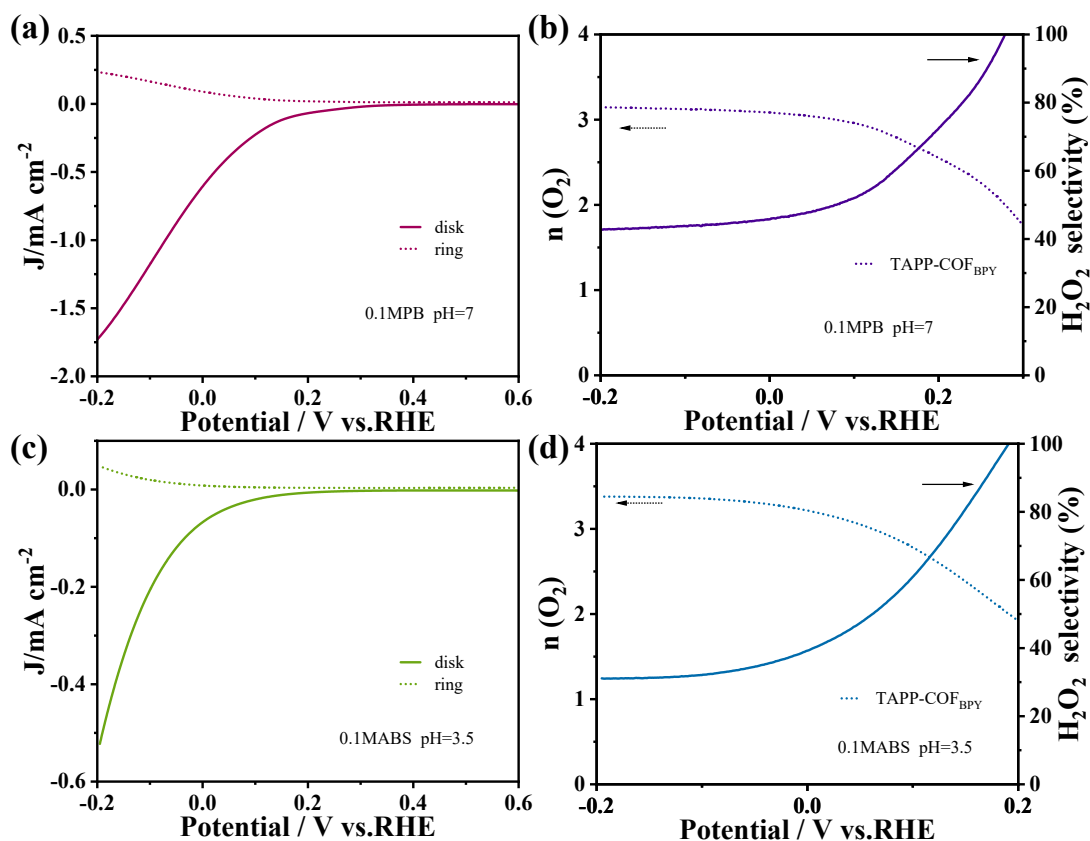 (a)
0.5
0.0
-0.5
-1.0
-1.5
-2.0
J/mA cm⁻²
disk
ring
0.1MPB pH=7
-0.2 0.0 0.2 0.4 0.6
Potential / V vs.RHE
(b)
4
3
2
1
0
n (O₂)
100
80
60
40
20
0
H₂O₂ selectivity (%)
TAPP-COF_BPY
0.1MPB pH=7
-0.2 0.0 0.2
Potential / V vs.RHE
(c)
0.0
-0.2
-0.4
-0.6
J/mA cm⁻²
disk
ring
0.1MABS pH=3.5
-0.2 0.0 0.2 0.4 0.6
Potential / V vs.RHE
(d)
4
3
2
1
0
n (O₂)
100
80
60
40
20
0
H₂O₂ selectivity (%)
TAPP-COF_BPY
0.1MABS pH=3.5
-0.2 0.0 0.2
Potential / V vs.RHE